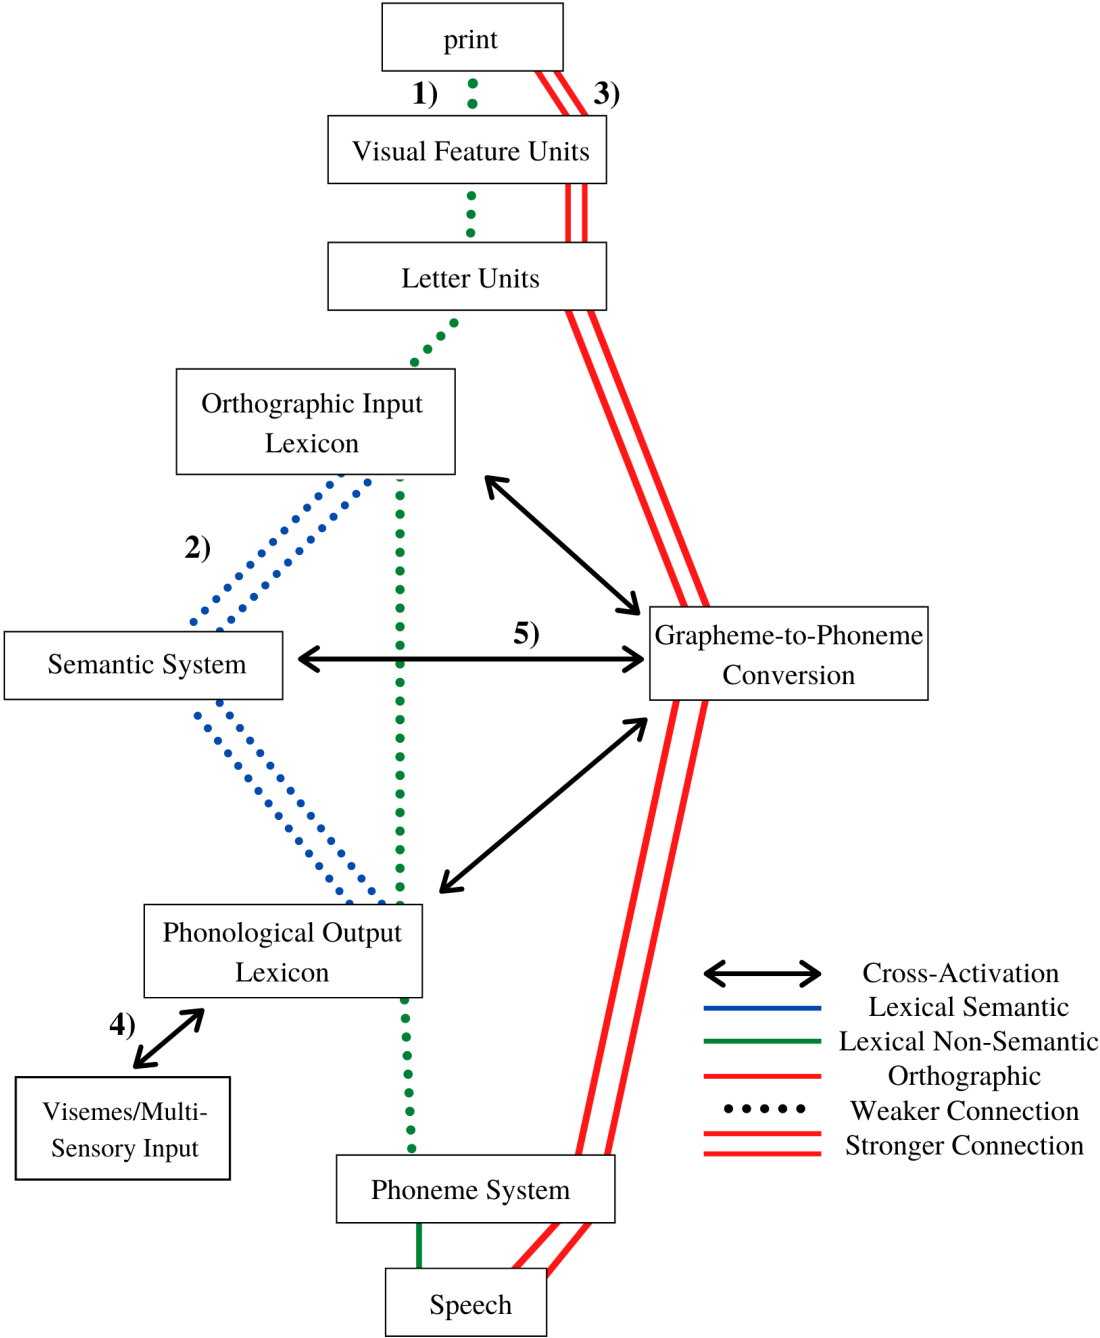 print
1)
3)
Visual Feature Units
Letter Units
Orthographic Input
Lexicon
2)
5)
Semantic System
Grapheme-to-Phoneme
Conversion
Phonological Output
Lexicon
4)
Visemes/Multi-
Sensory Input
Phoneme System
Speech
Cross-Activation
Lexical Semantic
Lexical Non-Semantic
Orthographic
Weaker Connection
Stronger Connection